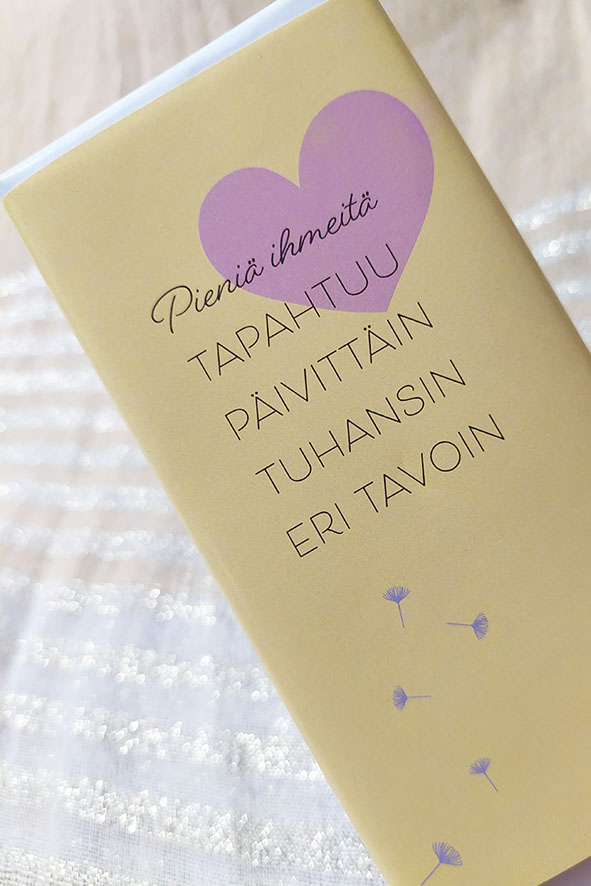 Pieniä ihmeitä
TAPAHTUU
PÄIVITTÄIN
TUHANSIN
ERI TAVOIN